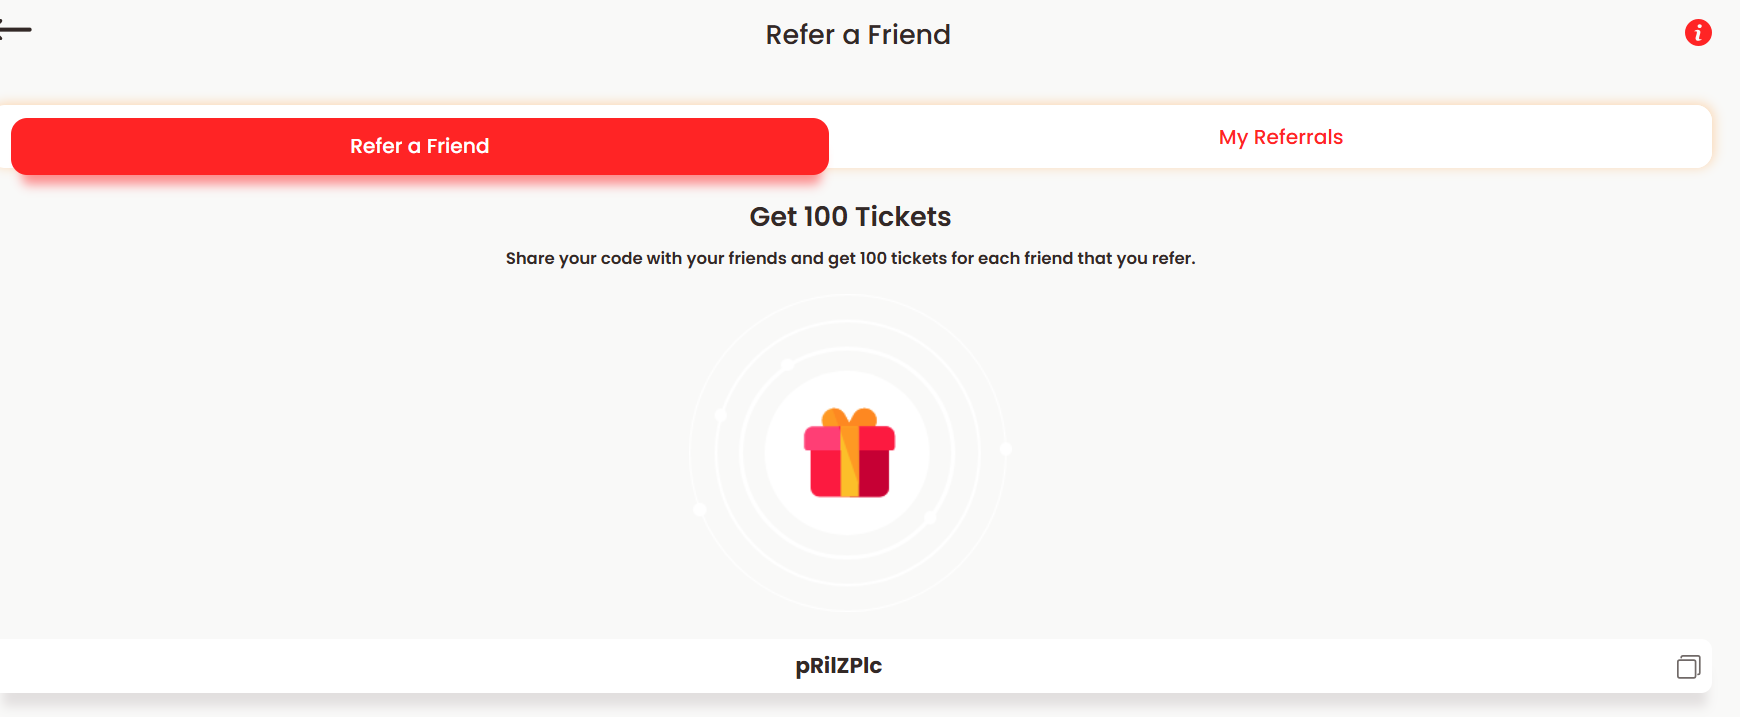 Refer a Friend
Refer a Friend
My Referrals
Get 100 Tickets
Share your code with your friends and get 100 tickets for each friend that you refer.
pRilZPlc